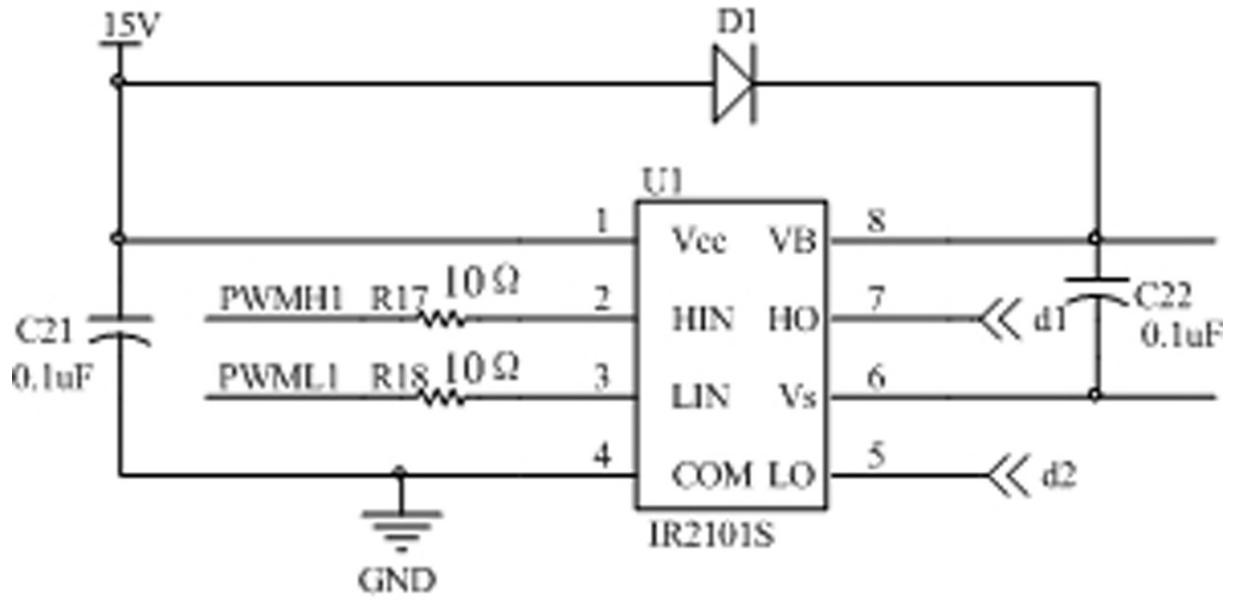 15V
D1
U1
1 Vcc VB 8
PWMH1 R17 10Ω 2 HIN HO 7 d1
C22
0.1uF
C21
0.1uF
PWML1 R18 10Ω 3 LIN Vs 6
4 COM LO 5 d2
IR2101S
GND